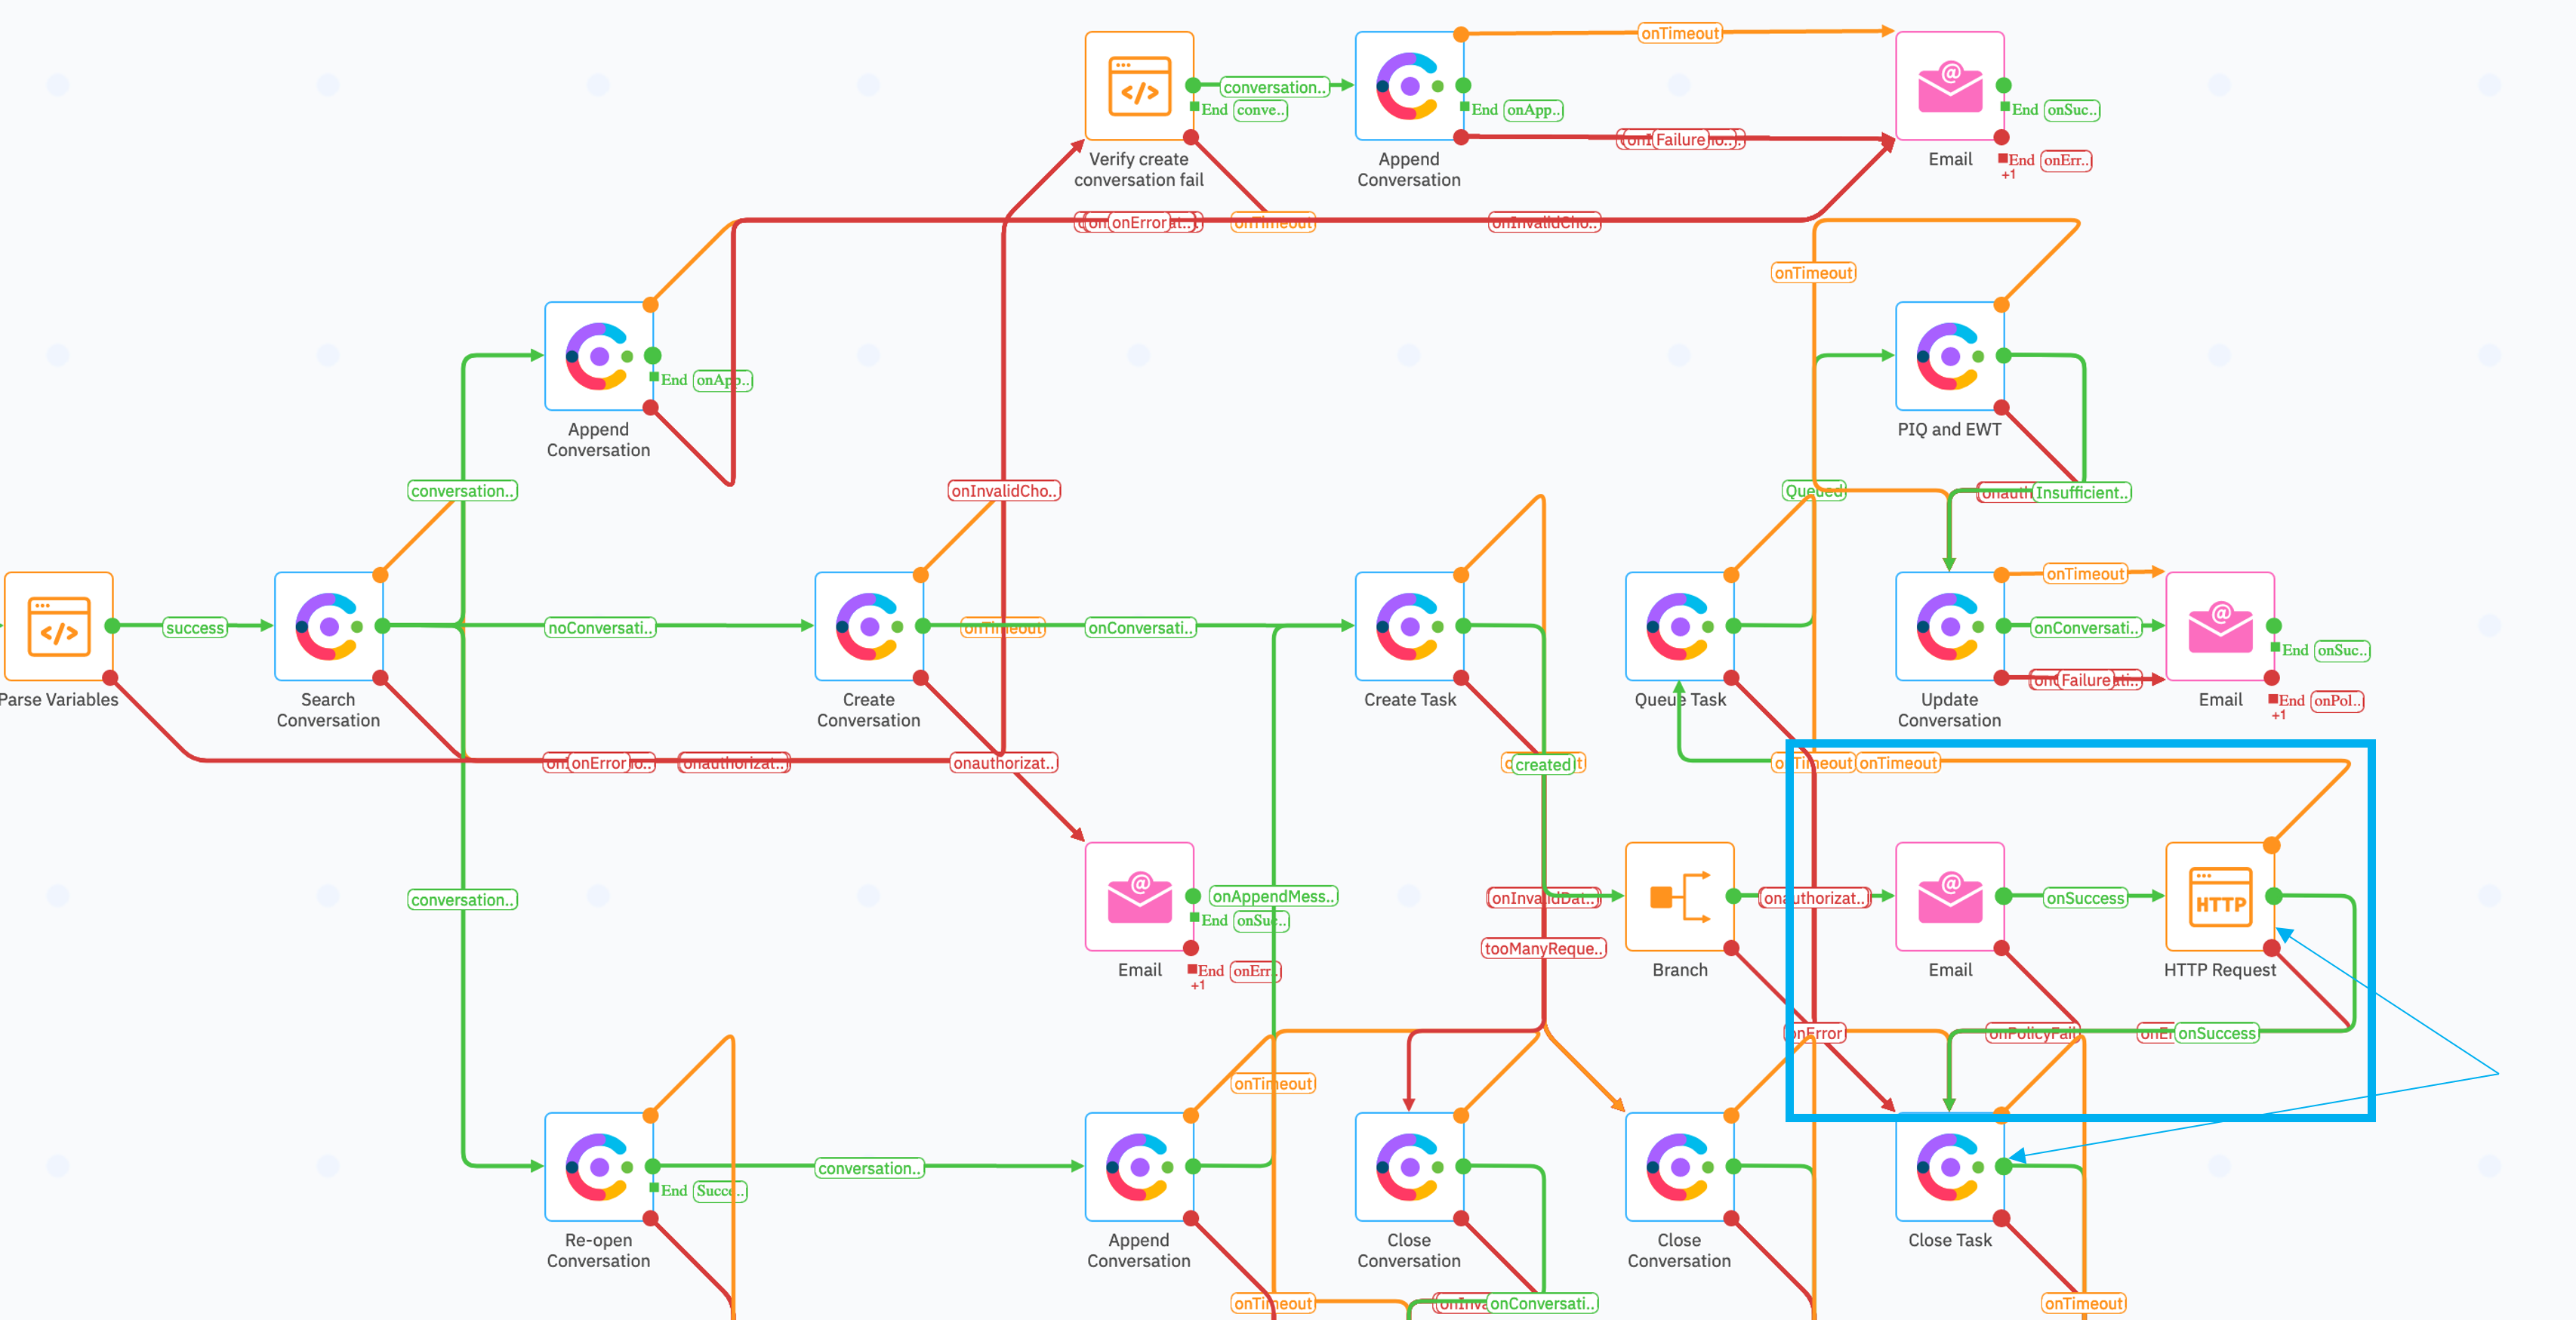 onTimeout
conversation..
End conve..
End onApp..
End onSuc..
Failure
End onErr..
+1
Verify create
conversation fail
Append
Conversation
Email
onError
onTimeout
onInvalidCho..
onTimeout
End onApp..
Append
Conversation
PIQ and EWT
conversation..
onInvalidCho..
Queued
onauth
Insufficient..
onTimeout
success
noConversati..
onTimeout
onConversati..
onConversati..
End onSuc..
Failure
End onPol..
+1
Parse Variables
Search
Conversation
Create
Conversation
Create Task
Queue Task
Update
Conversation
Email
onError
onauthorizat..
onauthorizat..
created
onTimeout
onTimeout
conversation..
onAppendMess..
End onSuc..
onInvalidDat..
onauthorizat..
onSuccess
HTTP
tooManyReque..
Email
End onErr..
+1
Branch
Email
HTTP Request
onError
onPolicyFail
onSuccess
onTimeout
conversation..
End Succe..
Re-open
Conversation
Append
Conversation
Close
Conversation
Close
Conversation
Close Task
onTimeout
onConversati..
onTimeout